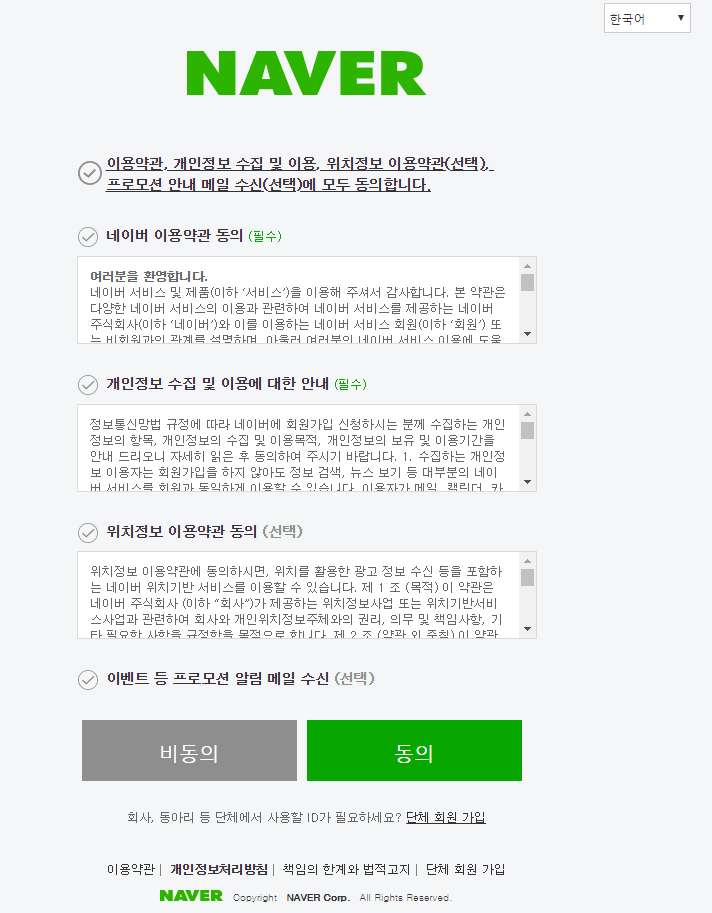 한국어
NAVER
이용약관, 개인정보 수집 및 이용, 위치정보 이용약관(선택),
프로모션 안내 메일 수신(선택)에 모두 동의합니다.
네이버 이용약관 동의 (필수)
여러분을 환영합니다.
네이버 서비스 및 제품(이하 ‘서비스’)을 이용해 주셔서 감사합니다. 본 약관은
다양한 네이버 서비스의 이용과 관련하여 네이버 서비스를 제공하는 네이버
주식회사(이하 ‘네이버’)와 이를 이용하는 네이버 서비스 회원(이하 ‘회원’) 또
는 비회원과의 관계를 설명하며, 아울러 여러분의 네이버 서비스 이용에 도움
개인정보 수집 및 이용에 대한 안내 (필수)
정보통신망법 규정에 따라 네이버에 회원가입 신청하시는 분께 수집하는 개인
정보의 항목, 개인정보의 수집 및 이용목적, 개인정보의 보유 및 이용기간을
안내 드리오니 자세히 읽은 후 동의하여 주시기 바랍니다. 1. 수집하는 개인정
보 이용자는 회원가입을 하지 않아도 정보 검색, 뉴스 보기 등 대부분의 네이
버 서비스를 회원과 동일하게 이용할 수 있습니다. 이용자가 메일, 캘린더, 카
위치정보 이용약관 동의 (선택)
위치정보 이용약관에 동의하시면, 위치를 활용한 광고 정보 수신 등을 포함하
는 네이버 위치기반 서비스를 이용할 수 있습니다. 제 1 조 (목적) 이 약관은
네이버 주식회사 (이하 “회사”)가 제공하는 위치정보사업 또는 위치기반서비
스사업과 관련하여 회사와 개인위치정보주체와의 권리, 의무 및 책임사항, 기
타 필요한 사항을 규정함을 목적으로 합니다. 제 2 조 (약관 외 준칙) 이 약관
이벤트 등 프로모션 알림 메일 수신 (선택)
비동의 동의
회사, 동아리 등 단체에서 사용할 ID가 필요하세요? 단체 회원 가입
이용약관 | 개인정보처리방침 | 책임의 한계와 법적고지 | 단체 회원 가입
NAVER Copyright NAVER Corp. All Rights Reserved.